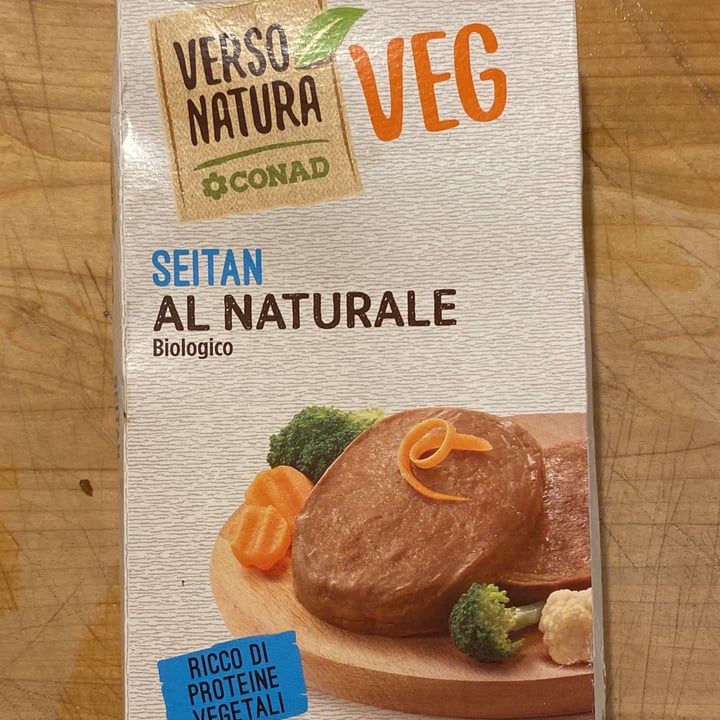 VERSO
NATURA
CONAD
VEG
SEITAN
AL NATURALE
Biologico
RICCO DI
PROTEINE
VEGETALI